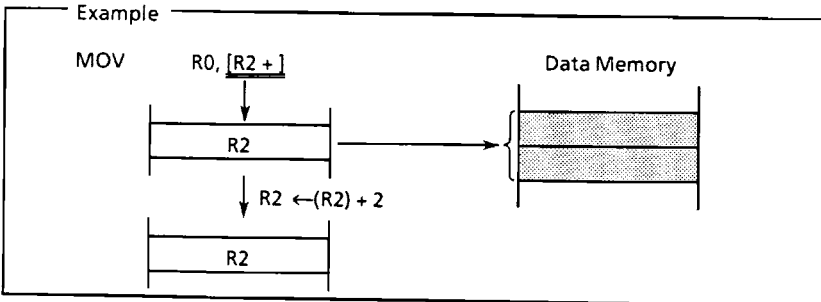 Example
MOV R0, [R2 + ] Data Memory
R2
R2 ←(R2) + 2
R2